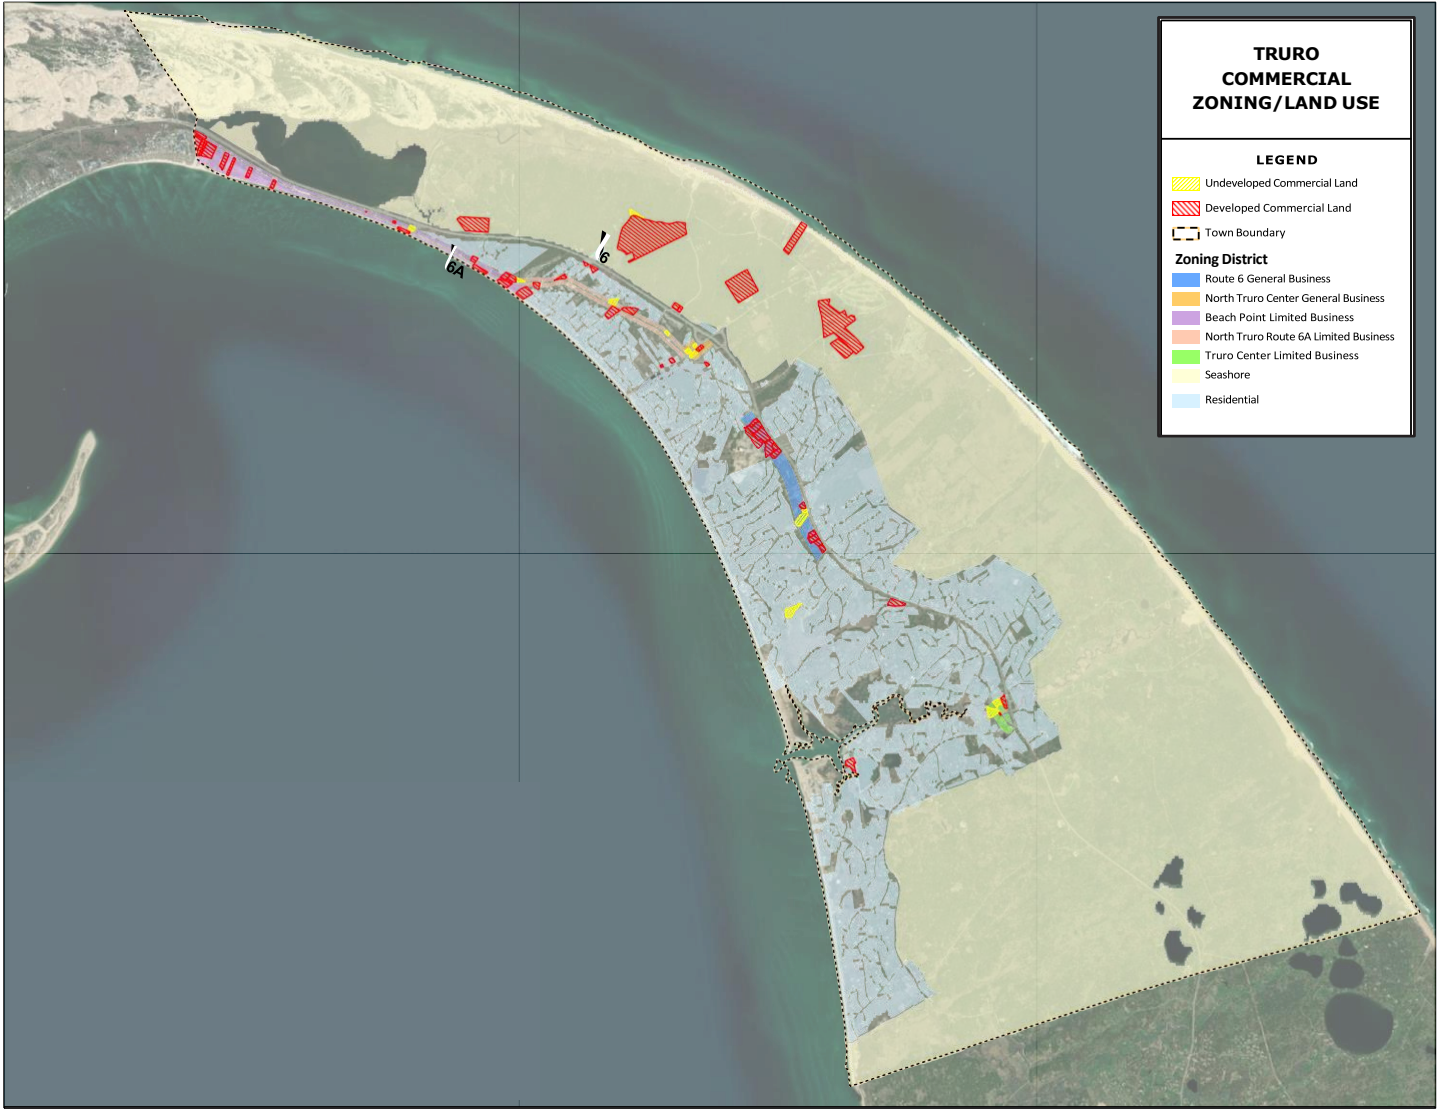 TRURO
COMMERCIAL
ZONING/LAND USE
LEGEND
Undeveloped Commercial Land
Developed Commercial Land
Town Boundary
Zoning District
Route 6 General Business
North Truro Center General Business
Beach Point Limited Business
North Truro Route 6A Limited Business
Truro Center Limited Business
Seashore
Residential
6A
6